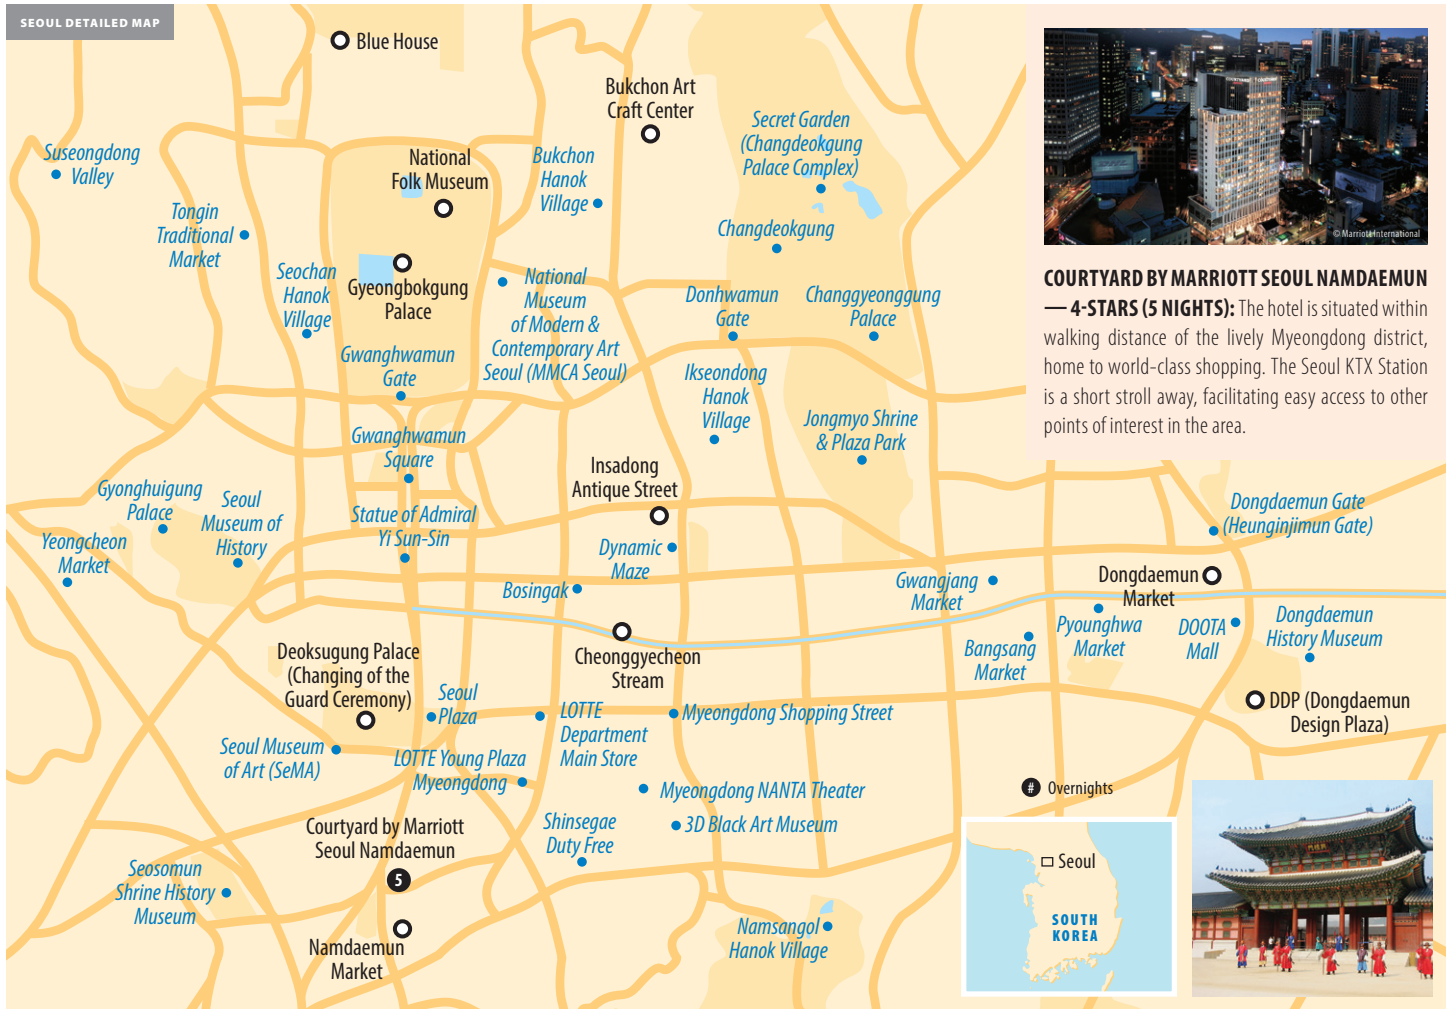 SEOUL DETAILED MAP
Blue House
Bukchon Art
Craft Center
Secret Garden
(Changdeokgung
Palace Complex)
Suseongdong
Valley
National
Folk Museum
Bukchon
Hanok
Village
Tongin
Traditional
Market
Changdeokgung
Seochan
Hanok
Village
Gyeongbokgung
Palace
National
Museum
of Modern &
Contemporary Art
Seoul (MMCA Seoul)
Donhwamun
Gate
Changgyeonggung
Palace
Gwanghwamun
Gate
Ikseondong
Hanok
Village
Jongmyo Shrine
& Plaza Park
Gwanghwamun
Square
Insadong
Antique Street
Gyonghuigung
Palace
Seoul
Museum of
History
Statue of Admiral
Yi Sun-Sin
Yeongcheon
Market
Dynamic
Maze
Bosingak
Gwangjang
Market
Dongdaemun Gate
(Heunginjimun Gate)
Dongdaemun
Market
Pyounghwa
Market
DOOTA
Mall
Dongdaemun
History Museum
Bangsang
Market
Cheonggyecheon
Stream
Deoksugung Palace
(Changing of the
Guard Ceremony)
Seoul
Plaza
LOTTE
Department
Main Store
Myeongdong Shopping Street
DDP (Dongdaemun
Design Plaza)
Seoul Museum
of Art (SeMA)
LOTTE Young Plaza
Myeongdong
Myeongdong NANTA Theater
3D Black Art Museum
Shinsegae
Duty Free
Courtyard by Marriott
Seoul Namdaemun
5
Seosomun
Shrine History
Museum
Namdaemun
Market
Namsangol
Hanok Village
# Overnights
Seoul
SOUTH
KOREA
© Marriott International
COURTYARD BY MARRIOTT SEOUL NAMDAEMUN
— 4-STARS (5 NIGHTS): The hotel is situated within
walking distance of the lively Myeongdong district,
home to world-class shopping. The Seoul KTX Station
is a short stroll away, facilitating easy access to other
points of interest in the area.